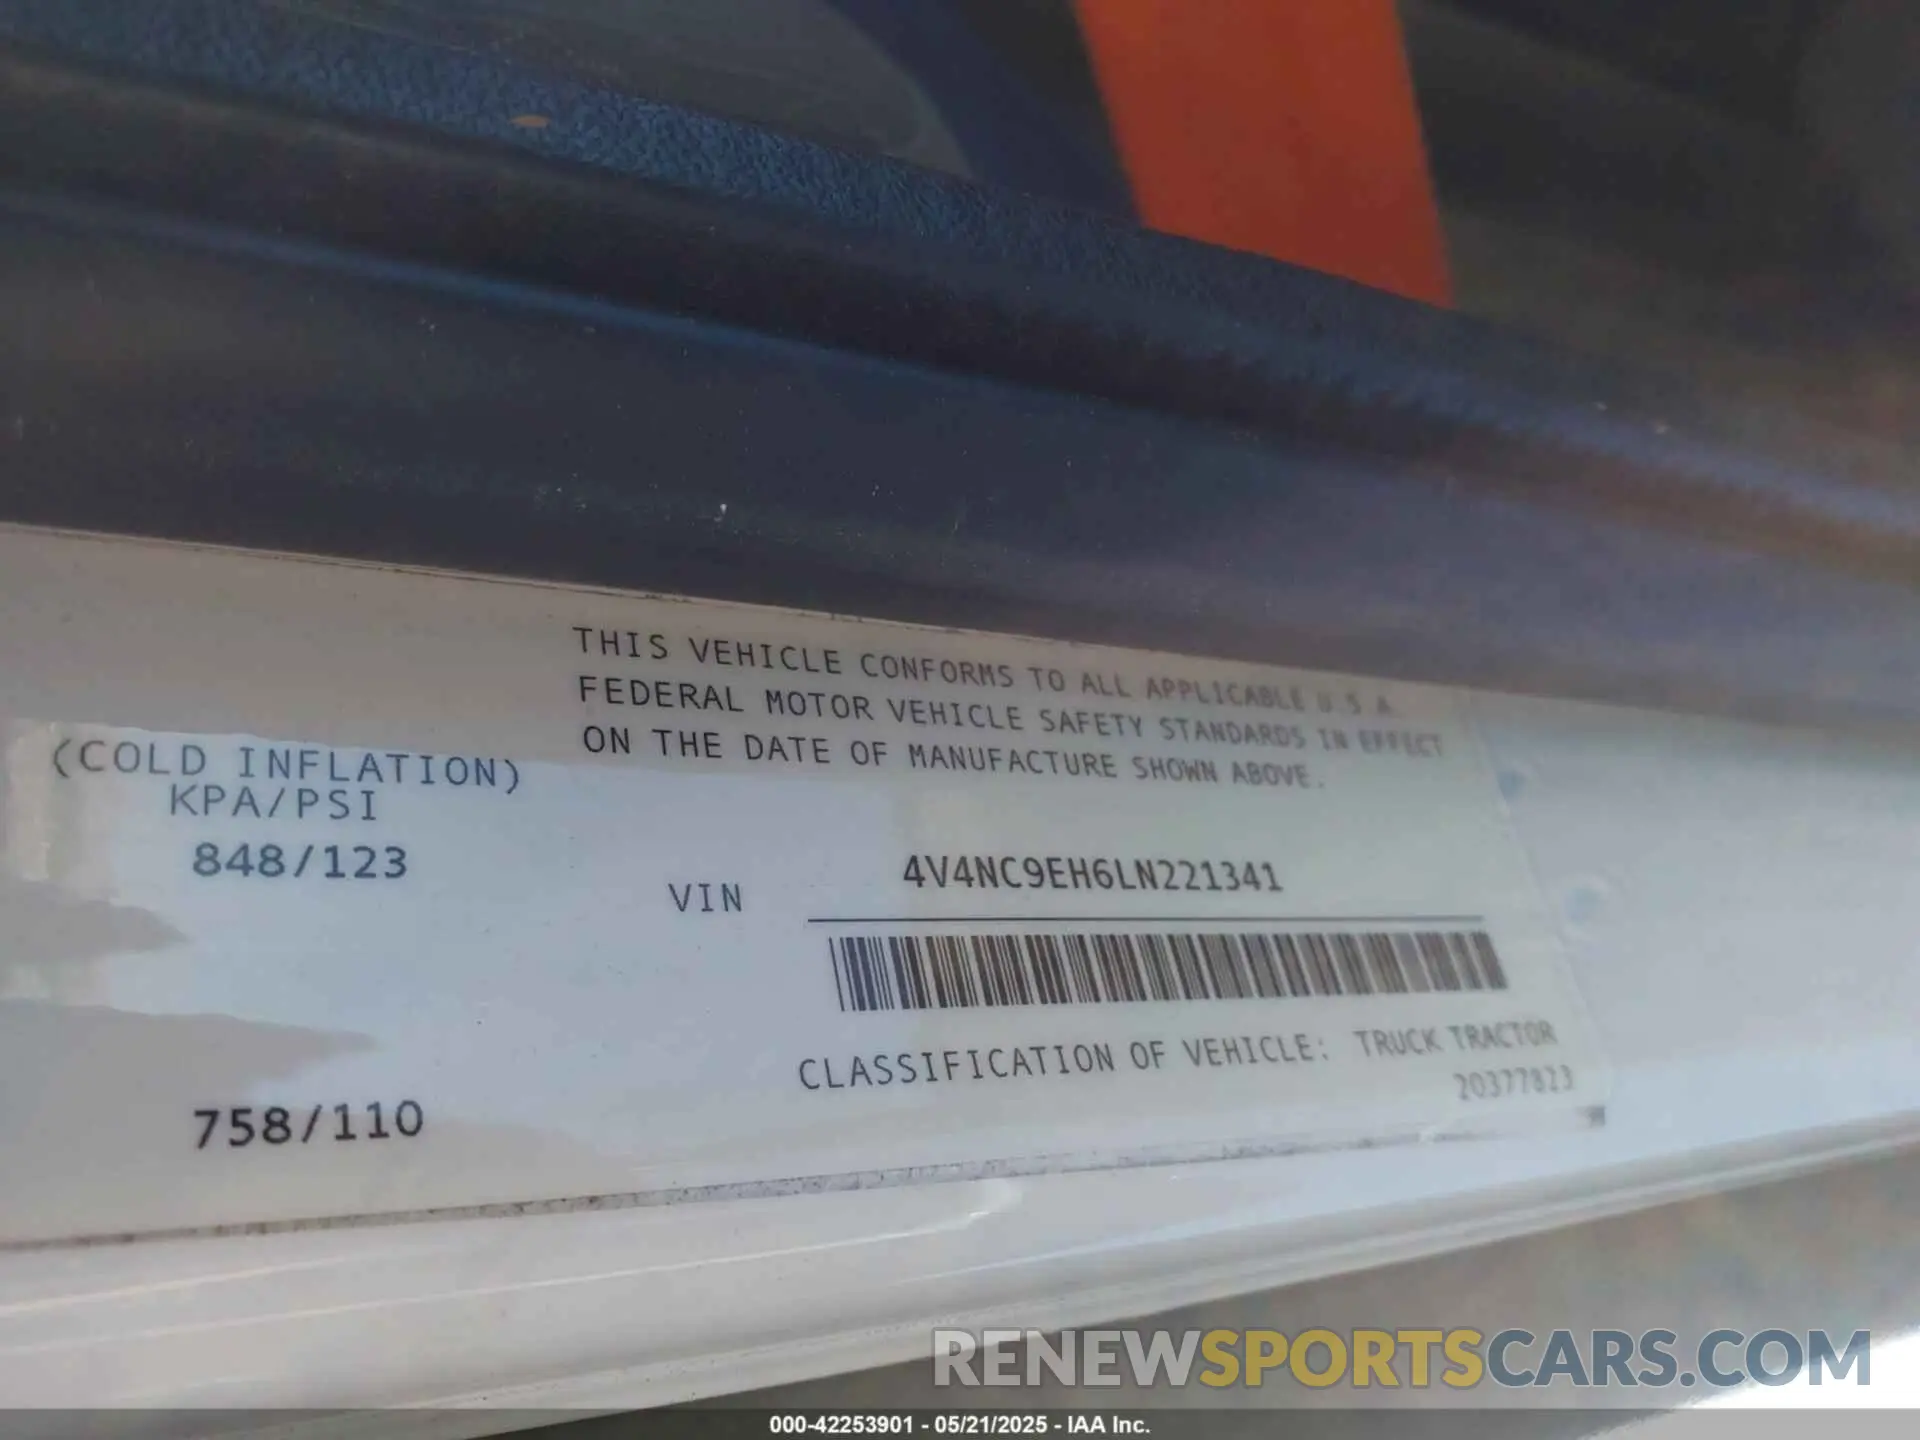 THIS VEHICLE CONFORMS TO ALL APPLICABLE U.S.A.
FEDERAL MOTOR VEHICLE SAFETY STANDARDS IN EFFECT
ON THE DATE OF MANUFACTURE SHOWN ABOVE.
(COLD INFLATION)
KPA/PSI
848/123
VIN 4V4NC9EH6LN221341
CLASSIFICATION OF VEHICLE: TRUCK TRACTOR
20377823
758/110
RENEWSPORTSCARS.COM
000-42253901 - 05/21/2025 - IAA Inc.